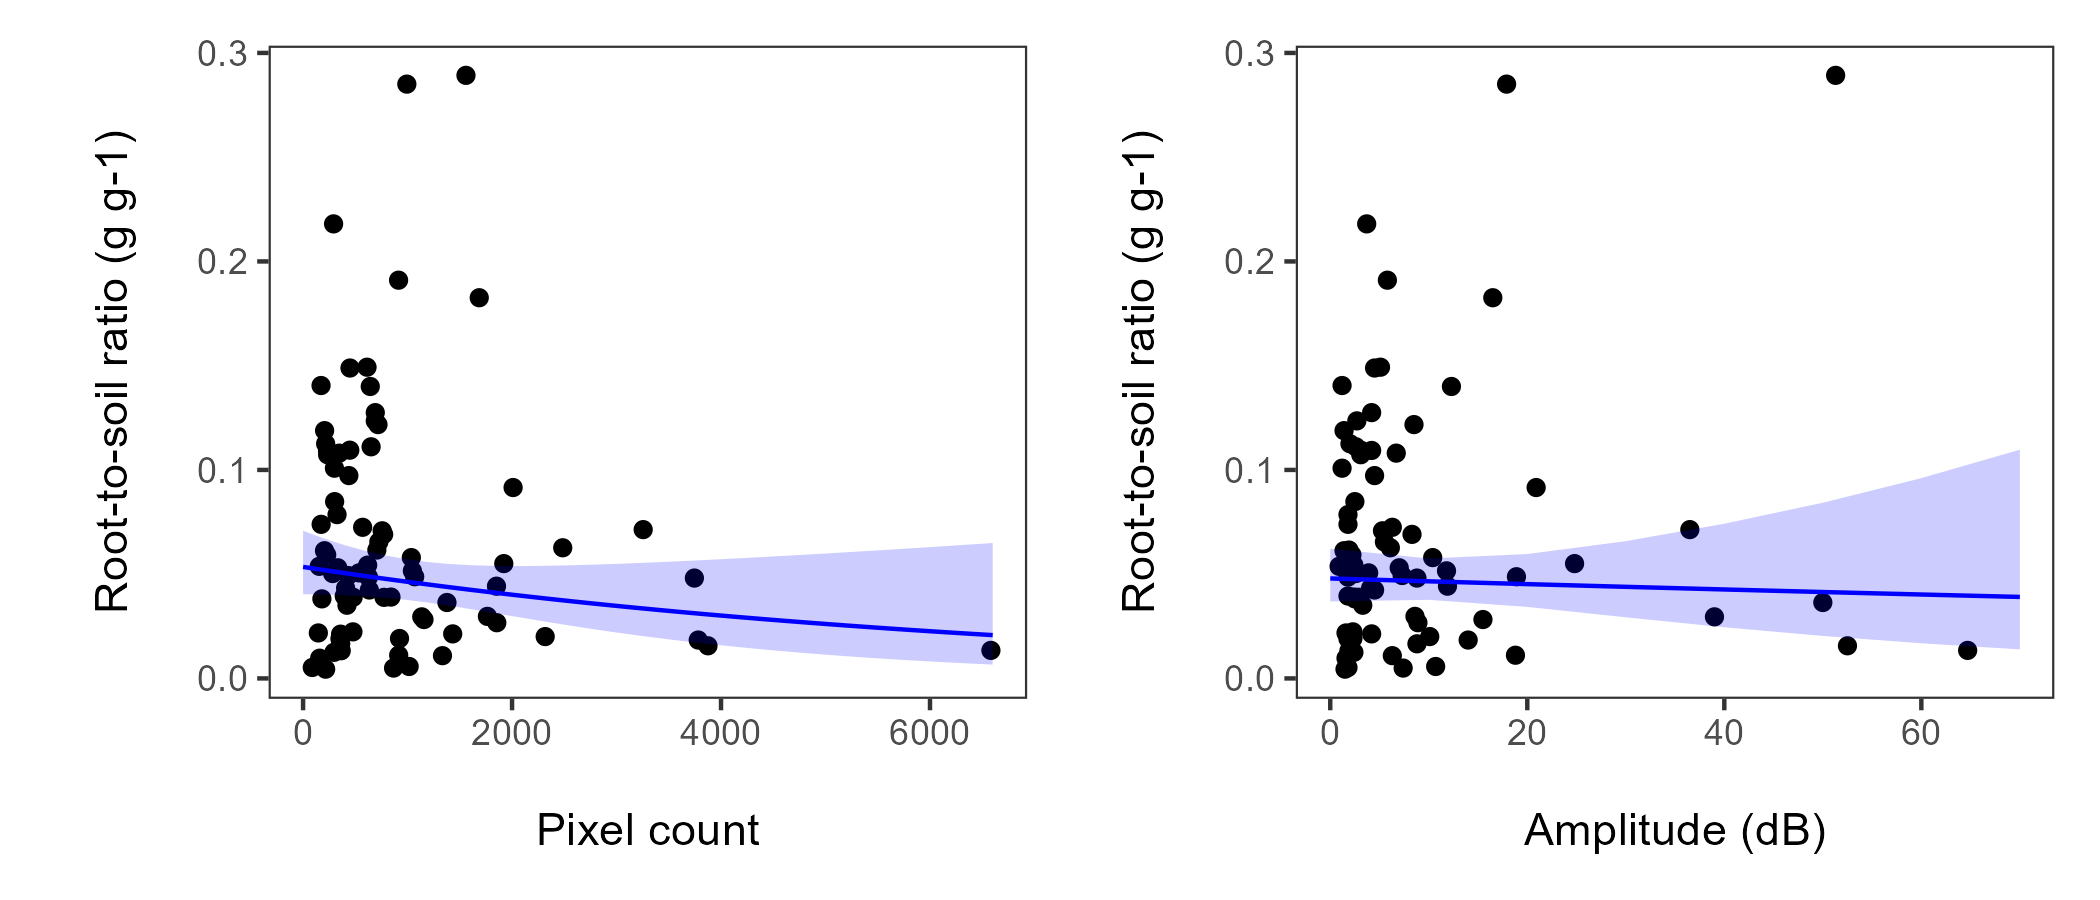 Root-to-soil ratio (g g-1)
0.3
0.2
0.1
0.0
0 2000 4000 6000
Pixel count
Root-to-soil ratio (g g-1)
0.3
0.2
0.1
0.0
0 20 40 60
Amplitude (dB)